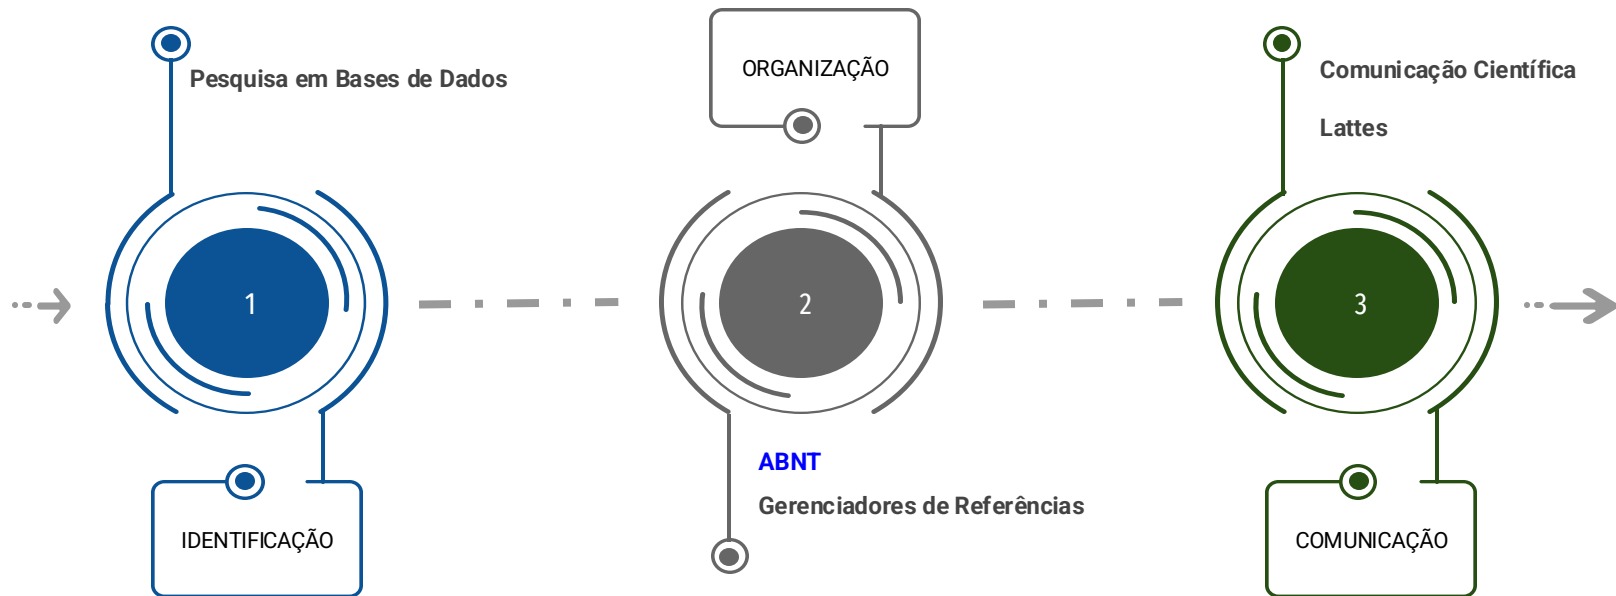 Pesquisa em Bases de Dados
1
IDENTIFICAÇÃO
ORGANIZAÇÃO
2
ABNT
Gerenciadores de Referências
Comunicação Científica
Lattes
3
COMUNICAÇÃO